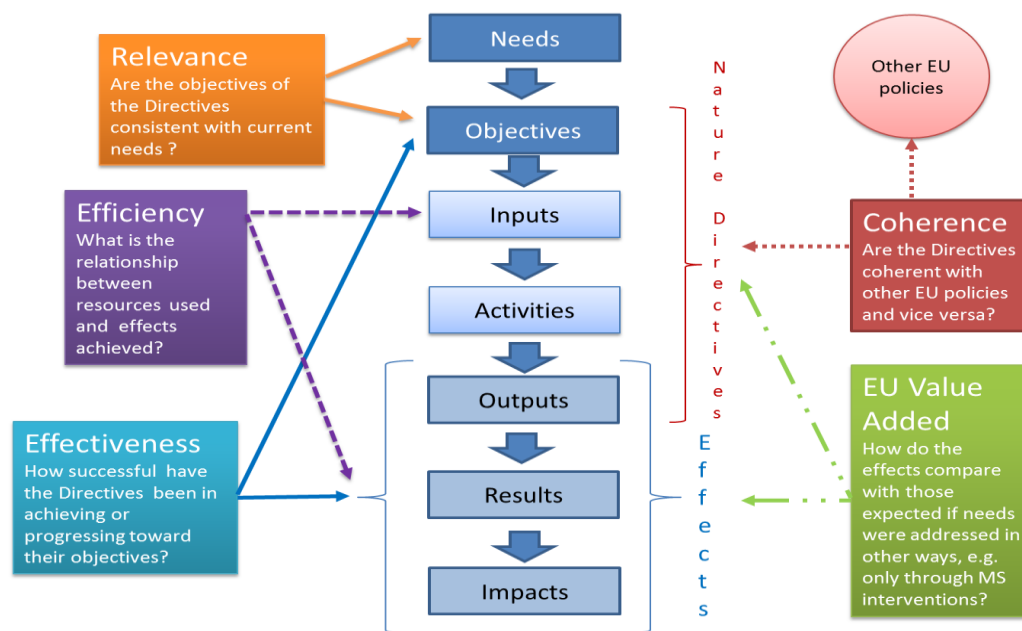 Relevance
Are the objectives of
the Directives
consistent with current
needs ?
Efficiency
What is the
relationship
between
resources used
and effects
achieved?
Effectiveness
How successful have
the Directives been in
achieving or
progressing toward
their objectives?
Needs
Objectives
Inputs
Activities
Outputs
Results
Impacts
Nature Directives
Effects
Other EU
policies
Coherence
Are the Directives
coherent with
other EU policies
and vice versa?
EU Value
Added
How do the
effects compare
with those
expected if needs
were addressed in
other ways, e.g.
only through MS
interventions?